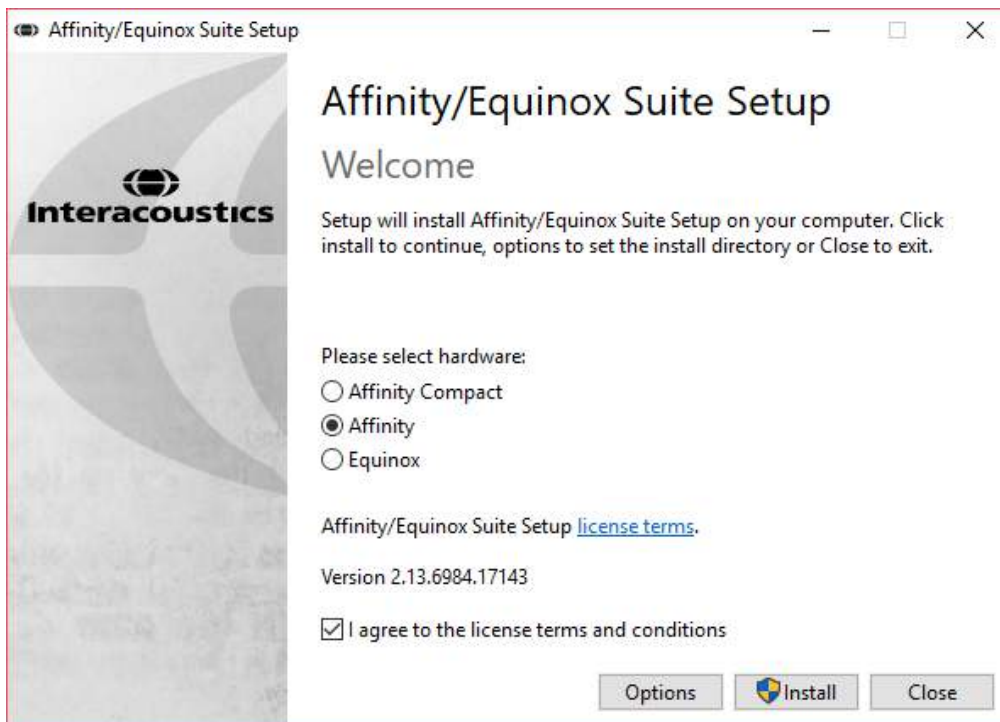 Affinity/Equinox Suite Setup
Interacoustics
Affinity/Equinox Suite Setup
Welcome
Setup will install Affinity/Equinox Suite Setup on your computer. Click
install to continue, options to set the install directory or Close to exit.
Please select hardware:
Affinity Compact
Affinity
Equinox
Affinity/Equinox Suite Setup license terms.
Version 2.13.6984.17143
I agree to the license terms and conditions
Options
Install
Close